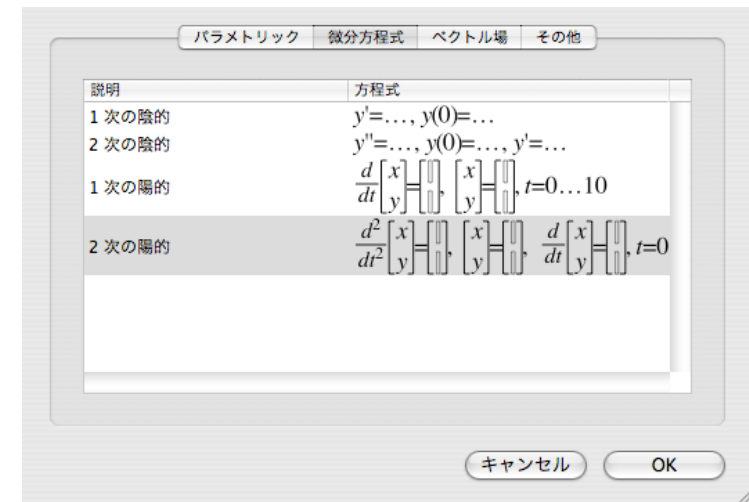 パラメトリック 微分方程式 ベクトル場 その他
説明 方程式
1 次の陰的 y'=…, y(0)=…
2 次の陰的 y''=…, y(0)=…, y'=…
1 次の陽的 d/dt[x y]=[▯ ▯], [x y]=[▯ ▯], t=0…10
2 次の陽的 d²/dt²[x y]=[▯ ▯], [x y]=[▯ ▯], d/dt[x y]=[▯ ▯], t=0
キャンセル OK